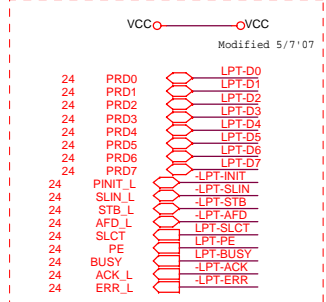 VCC VCC
Modified 5/7'07
24 PRD0 LPT-D0
24 PRD1 LPT-D1
24 PRD2 LPT-D2
24 PRD3 LPT-D3
24 PRD4 LPT-D4
24 PRD5 LPT-D5
24 PRD6 LPT-D6
24 PRD7 LPT-D7
24 PINIT_L -LPT-INIT
24 SLIN_L -LPT-SLIN
24 STB_L -LPT-STB
24 AFD_L -LPT-AFD
24 SLCT LPT-SLCT
24 PE LPT-PE
24 BUSY LPT-BUSY
24 ACK_L -LPT-ACK
24 ERR_L -LPT-ERR